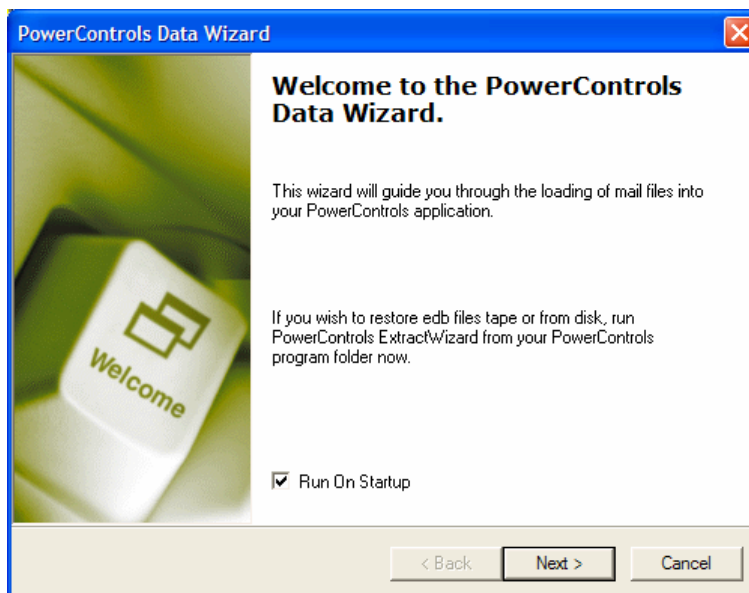 PowerControls Data Wizard
Welcome to the PowerControls
Data Wizard.
This wizard will guide you through the loading of mail files into
your PowerControls application.
If you wish to restore edb files tape or from disk, run
PowerControls ExtractWizard from your PowerControls
program folder now.
Welcome
Run On Startup
< Back
Next >
Cancel